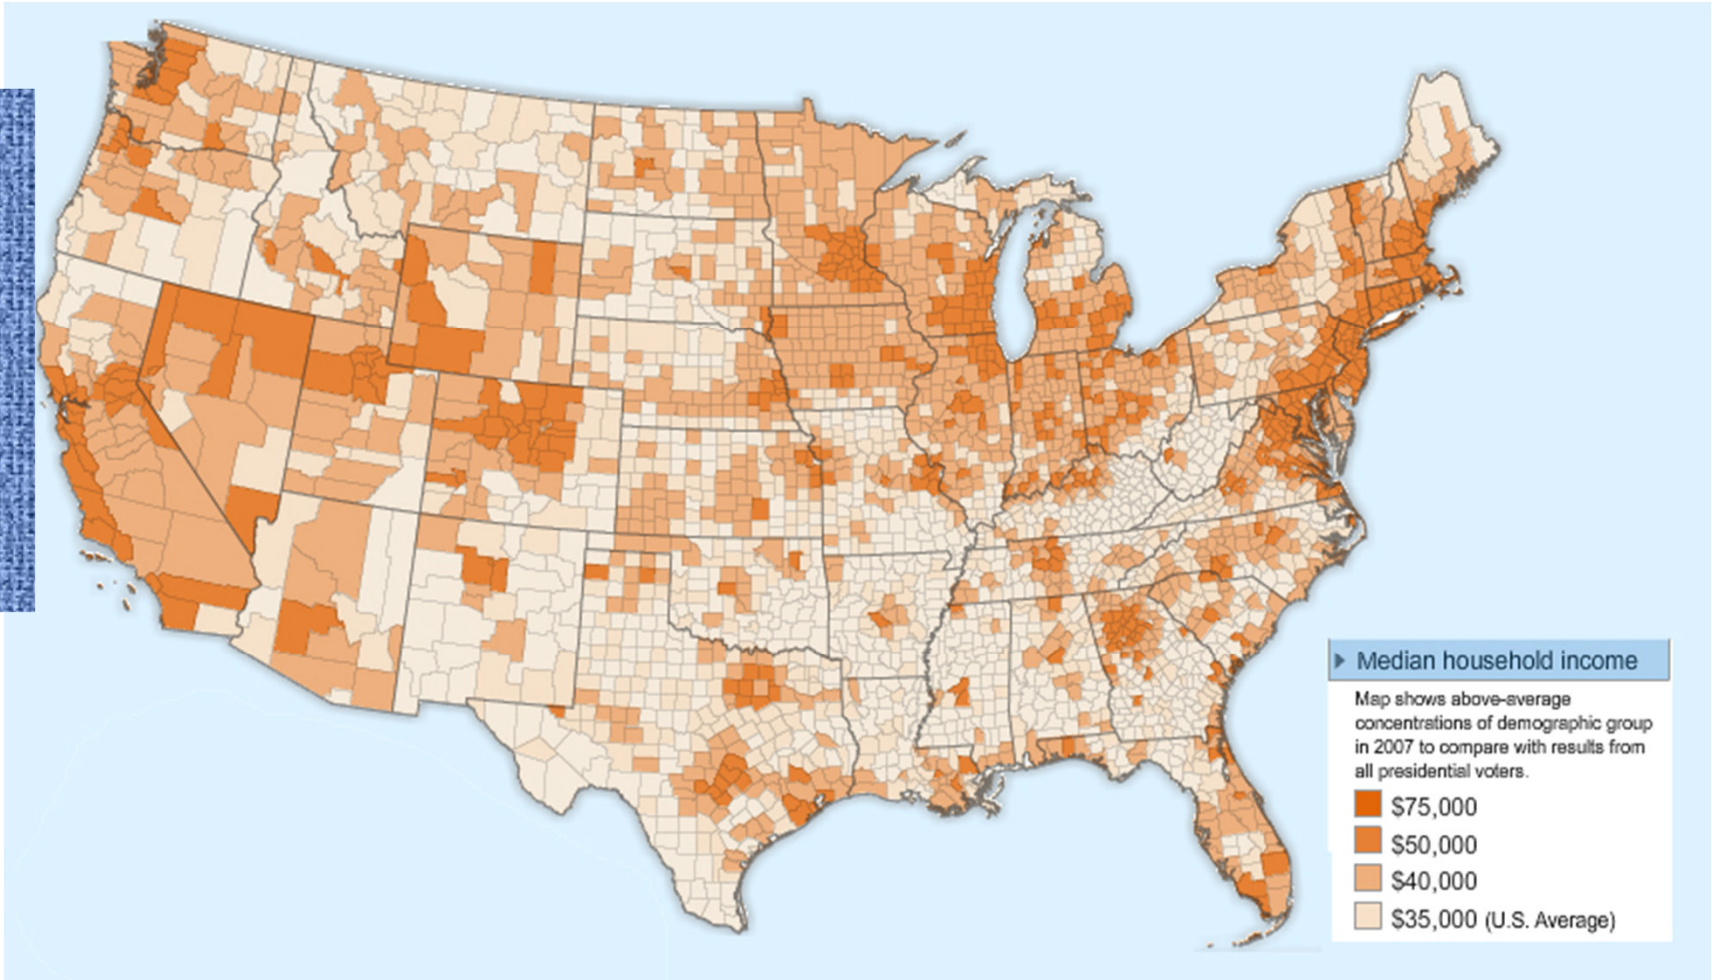 Median household income
Map shows above-average
concentrations of demographic group
in 2007 to compare with results from
all presidential voters.
$75,000
$50,000
$40,000
$35,000 (U.S. Average)